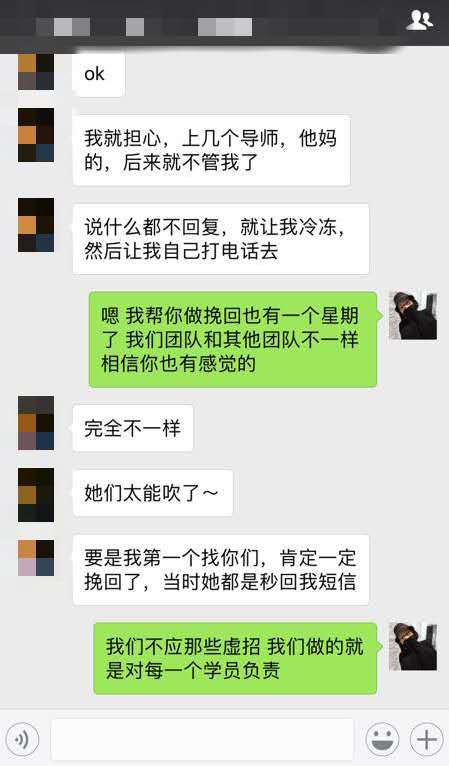 ok
我就担心，上几个导师，他妈
的，后来就不管我了
说什么都不回复，就让我冷冻，
然后让我自己打电话去
嗯 我帮你做挽回也有一个星期
了 我们团队和其他团队不一样
相信你也有感觉的
完全不一样
她们太能吹了～
要是我第一个找你们，肯定一定
挽回了，当时她都是秒回我短信
我们不应那些虚招 我们做的就
是对每一个学员负责